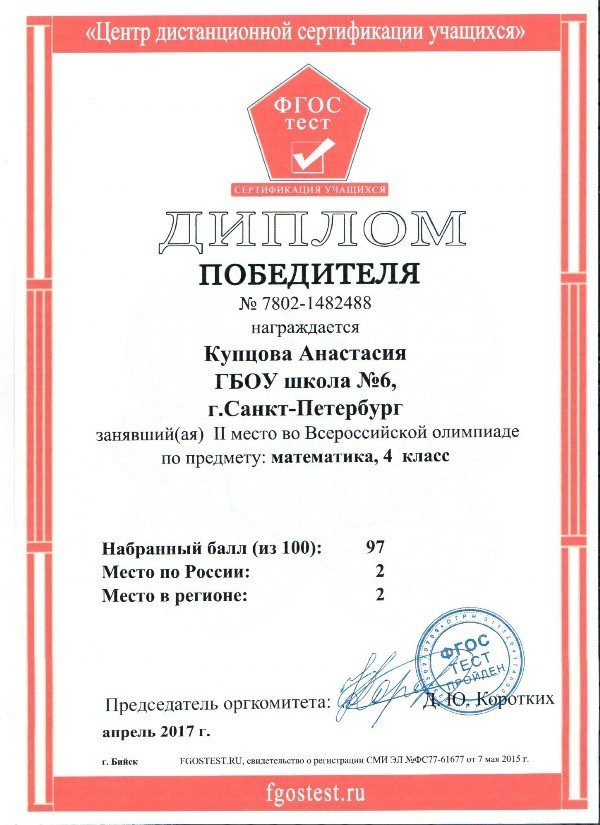 «Центр дистанционной сертификации учащихся»
ФГОС
тест
СЕРТИФИКАЦИЯ УЧАЩИХСЯ
ДИПЛОМ
ПОБЕДИТЕЛЯ
№ 7802-1482488
награждается
Купцова Анастасия
ГБОУ школа №6,
г.Санкт-Петербург
занявший(ая) II место во Всероссийской олимпиаде
по предмету: математика, 4 класс
Набранный балл (из 100): 97
Место по России: 2
Место в регионе: 2
ФГОС
ТЕСТ
ПРОЙДЕН
Председатель оргкомитета: Д. Ю. Коротких
апрель 2017 г.
г. Бийск FGOSTEST.RU, свидетельство о регистрации СМИ ЭЛ №ФС77-61677 от 7 мая 2015 г.
fgostest.ru